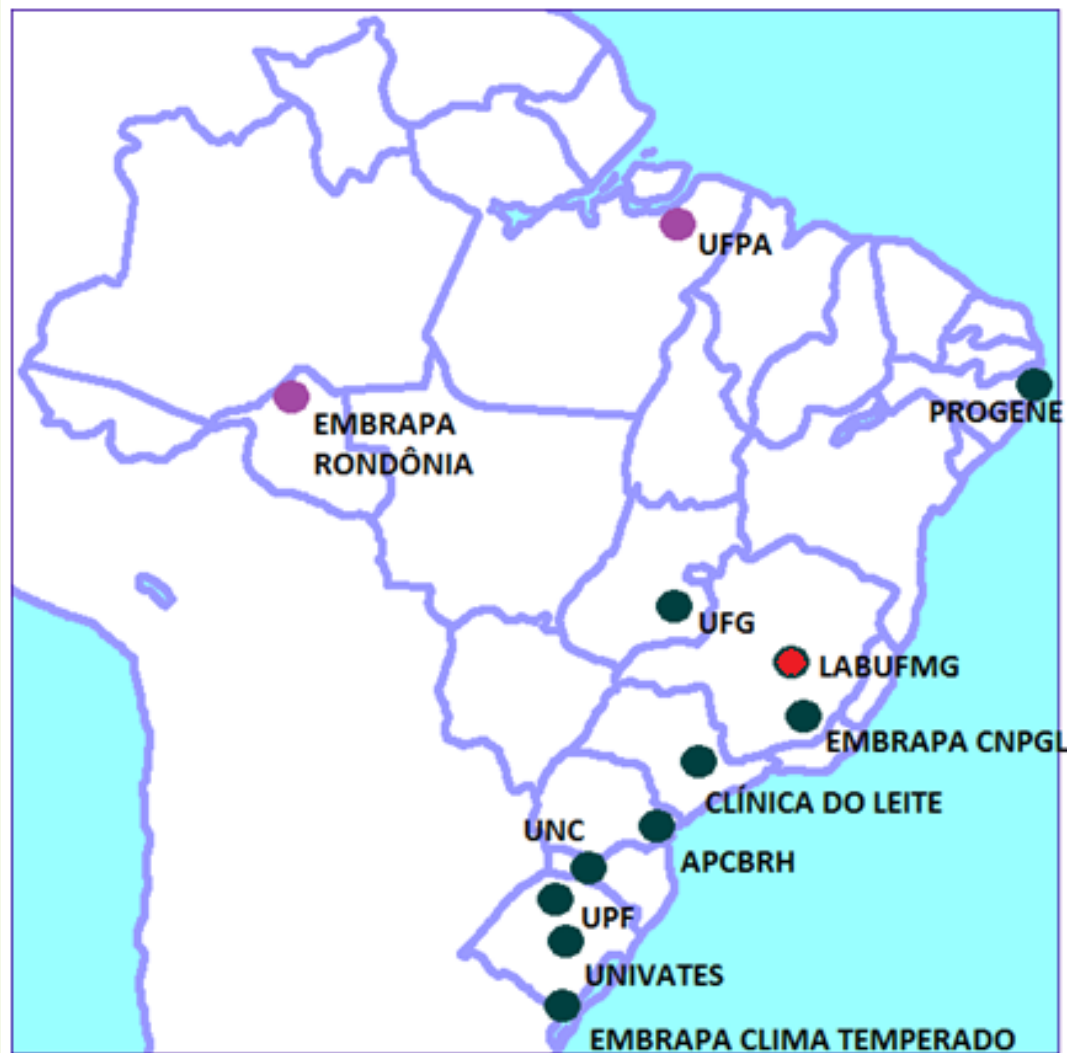 UFPA
PROGENE
EMBRAPA
RONDÔNIA
UFG
LABUFMG
EMBRAPA CNPGL
CLÍNICA DO LEITE
UNC
APCBRH
UPF
UNIVATES
EMBRAPA CLIMA TEMPERADO